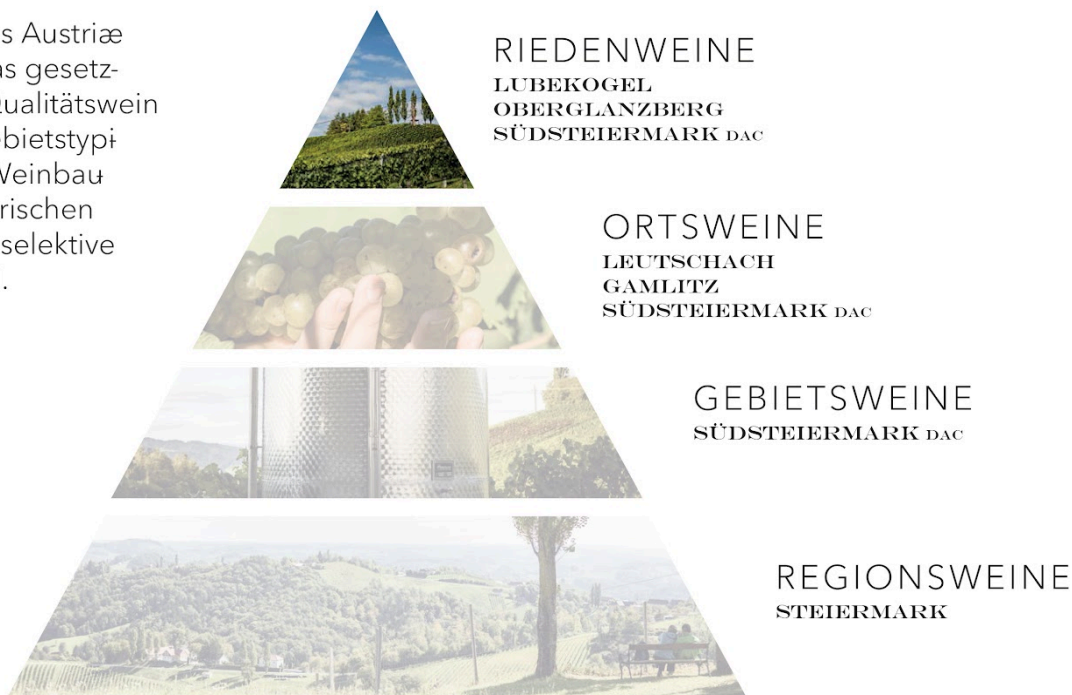 s Austriæ
as gesetz-
ualitätswein
bietstypi-
Weinbau
rischen
selektive
.
RIEDENWEINE
LUBEKOGEL
OBERGLANZBERG
SÜDSTEIERMARK DAC
ORTSWEINE
LEUTSCHACH
GAMLITZ
SÜDSTEIERMARK DAC
GEBIETSWEINE
SÜDSTEIERMARK DAC
REGIONSWEINE
STEIERMARK